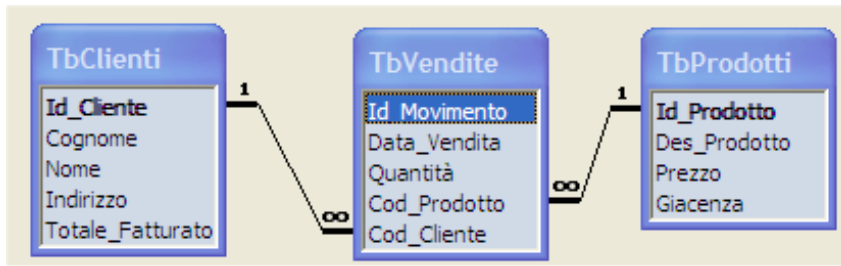 TbClienti
Id_Cliente
Cognome
Nome
Indirizzo
Totale_Fatturato
1
∞
TbVendite
Id_Movimento
Data_Vendita
Quantità
Cod_Prodotto
Cod_Cliente
∞
1
TbProdotti
Id_Prodotto
Des_Prodotto
Prezzo
Giacenza